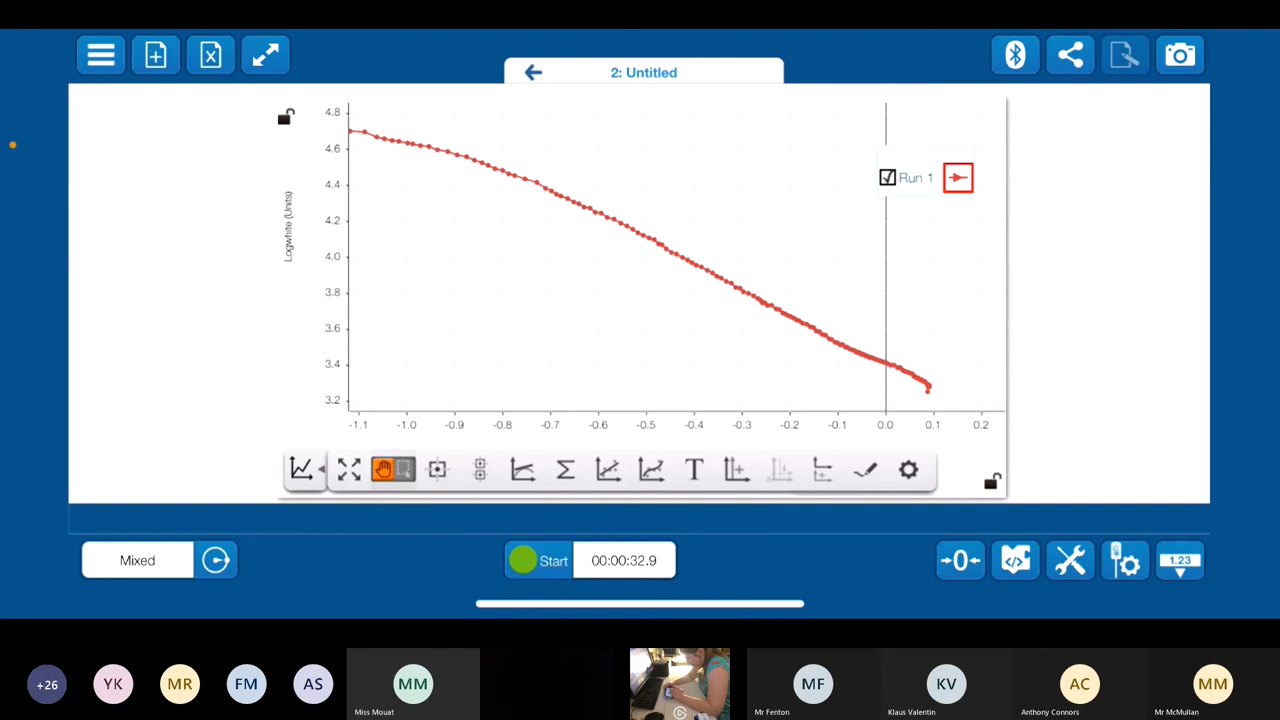 2: Untitled
4.8
4.6
4.4
4.2
4.0
3.8
3.6
3.4
3.2
Logwhite (Units)
Run 1
-1.1 -1.0 -0.9 -0.8 -0.7 -0.6 -0.5 -0.4 -0.3 -0.2 -0.1 0.0 0.1 0.2
Σ T
Mixed Start 00:00:32.9 →0← </> 1.23
+26 YK MR FM AS MM MF KV AC MM
Miss Mouat Mr Fenton Klaus Valentin Anthony Connors Mr McMullan